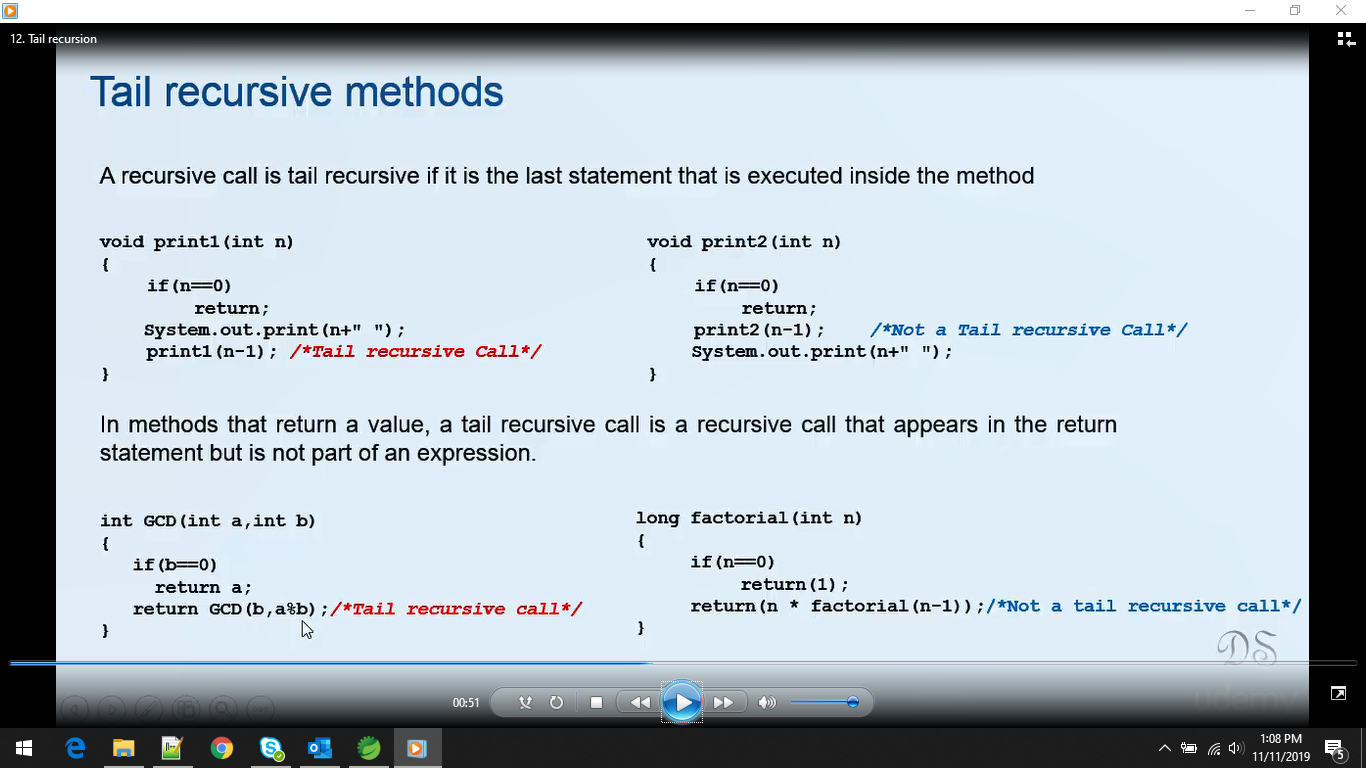 12. Tail recursion
Tail recursive methods
A recursive call is tail recursive if it is the last statement that is executed inside the method
void print1(int n)
{
if(n==0)
return;
System.out.print(n+" ");
print1(n-1); /*Tail recursive Call*/
}
void print2(int n)
{
if(n==0)
return;
print2(n-1); /*Not a Tail recursive Call*/
System.out.print(n+" ");
}
In methods that return a value, a tail recursive call is a recursive call that appears in the return
statement but is not part of an expression.
int GCD(int a,int b)
{
if(b==0)
return a;
return GCD(b,a%b);/*Tail recursive call*/
}
long factorial(int n)
{
if(n==0)
return(1);
return(n * factorial(n-1));/*Not a tail recursive call*/
}
DS
udemy
00:51
1:08 PM
11/11/2019
5